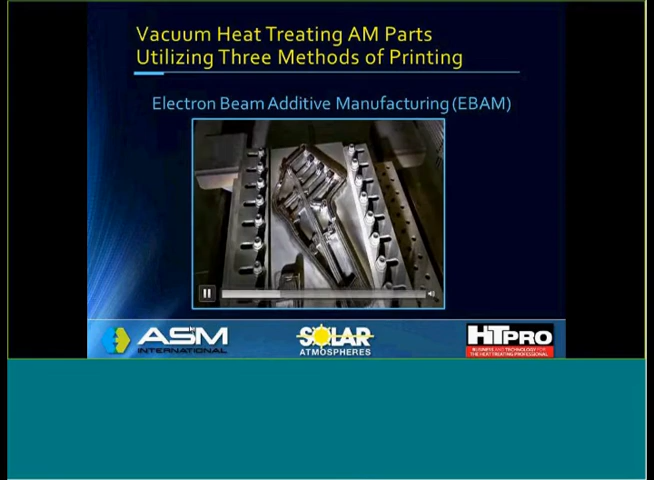 Vacuum Heat Treating AM Parts
Utilizing Three Methods of Printing
Electron Beam Additive Manufacturing (EBAM)
ASM
INTERNATIONAL
SOLAR
ATMOSPHERES
HTPRO
BUSINESS AND TECHNOLOGY FOR
THE HEAT TREATING PROFESSIONAL